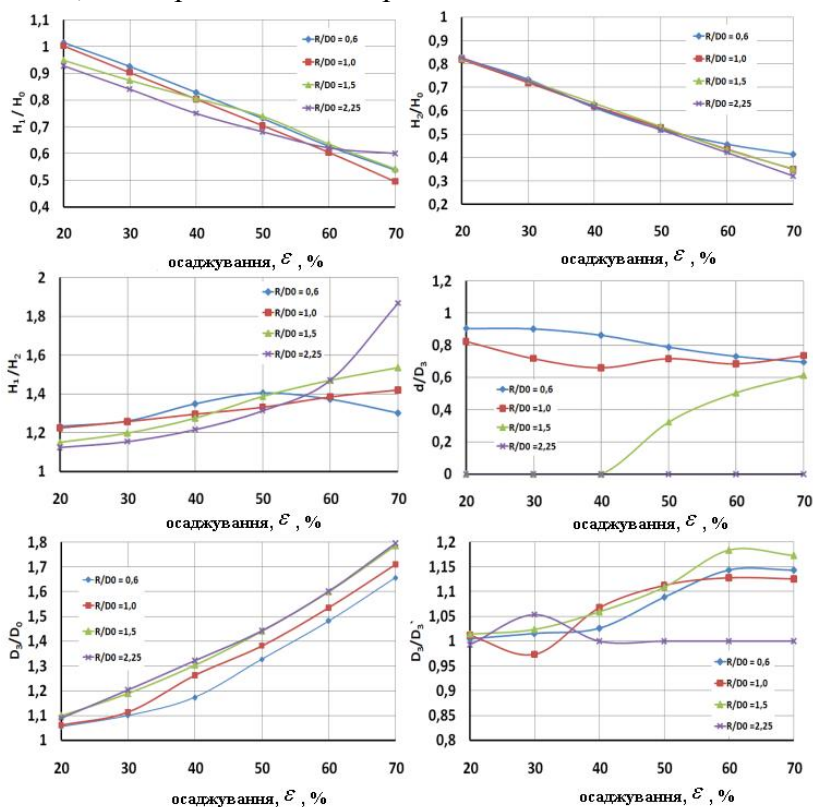 1,1
1
0,9
0,8
0,7
0,6
0,5
0,4
H₁ / H₀
20 30 40 50 60 70
осаджування, ε , %
R/D0 = 0,6
R/D0 =1,0
R/D0 =1,5
R/D0 =2,25
1
0,9
0,8
0,7
0,6
0,5
0,4
0,3
0,2
H₂/H₀
20 30 40 50 60 70
осаджування, ε , %
R/D0 = 0,6
R/D0 =1,0
R/D0 =1,5
R/D0 =2,25
2
1,8
1,6
1,4
1,2
1
H₁/H₂
20 30 40 50 60 70
осаджування, ε , %
R/D0 = 0,6
R/D0 =1,0
R/D0 =1,5
R/D0 =2,25
1,2
1
0,8
0,6
0,4
0,2
0
d/D₃
20 30 40 50 60 70
осаджування, ε , %
R/D0 = 0,6
R/D0 =1,0
R/D0 =1,5
R/D0 =2,25
1,8
1,7
1,6
1,5
1,4
1,3
1,2
1,1
1
D₃/D₀
20 30 40 50 60 70
осаджування, ε , %
R/D0 = 0,6
R/D0 =1,0
R/D0 =1,5
R/D0 =2,25
1,2
1,15
1,1
1,05
1
0,95
0,9
0,85
0,8
D₃/D₃`
20 30 40 50 60 70
осаджування, ε , %
R/D0 = 0,6
R/D0 =1,0
R/D0 =1,5
R/D0 =2,25